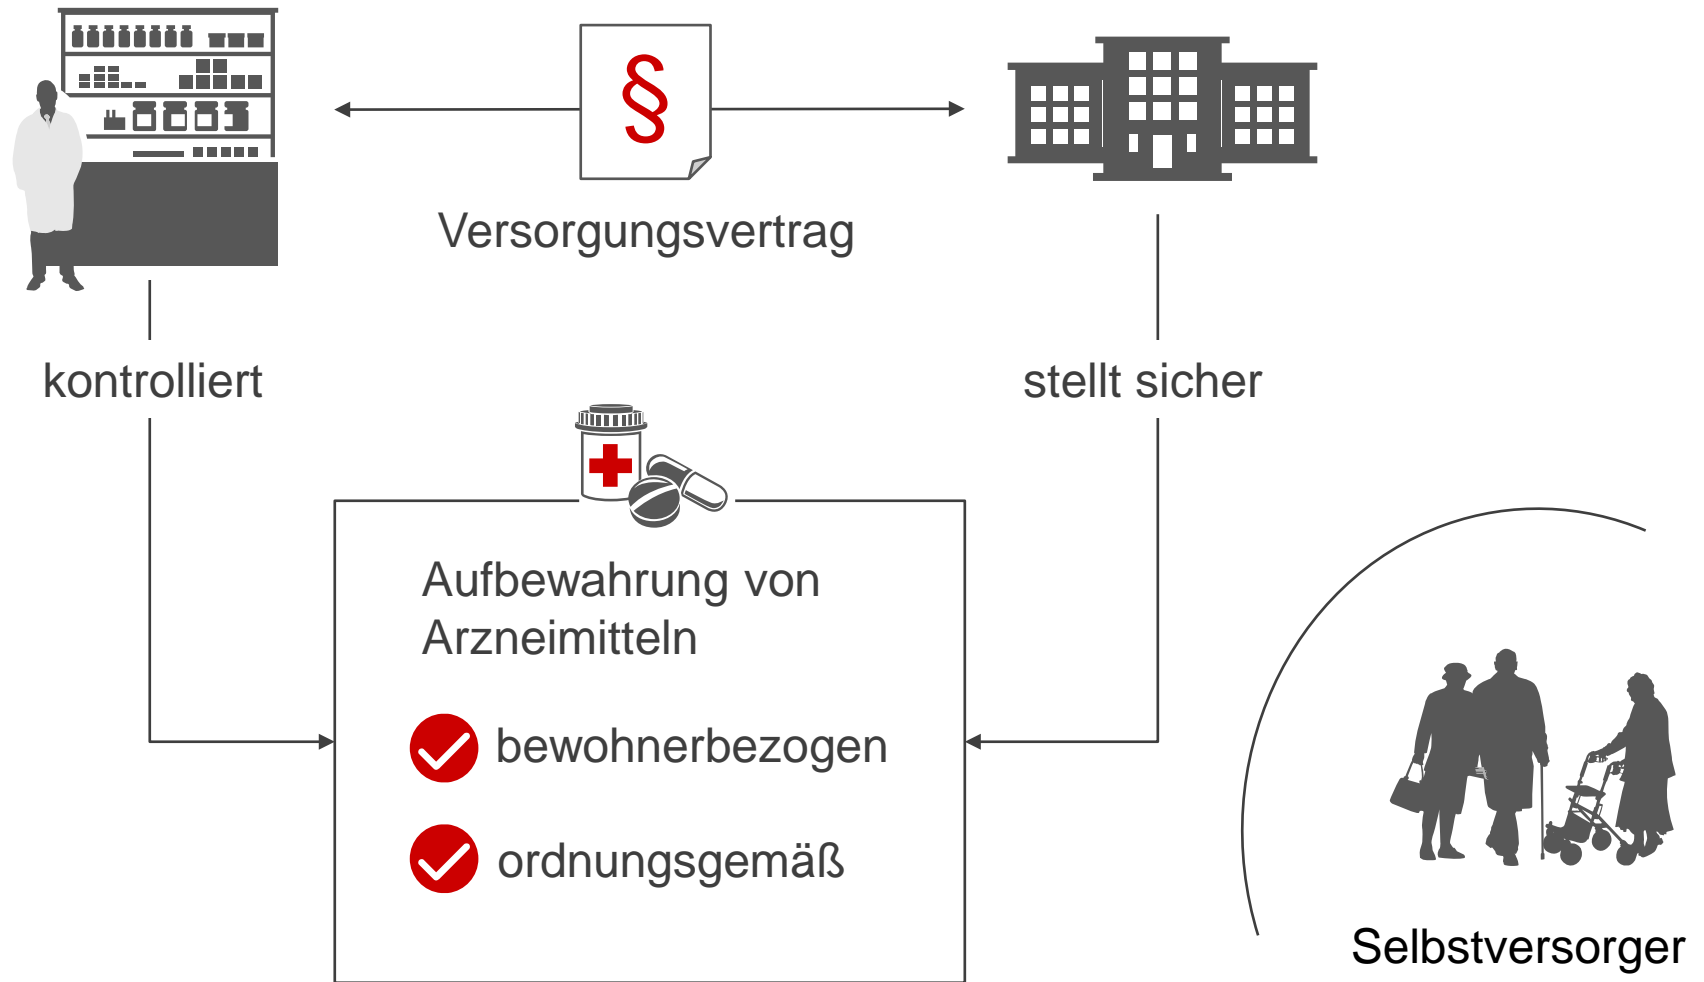 §
Versorgungsvertrag
kontrolliert
stellt sicher
Aufbewahrung von
Arzneimitteln
bewohnerbezogen
ordnungsgemäß
Selbstversorger